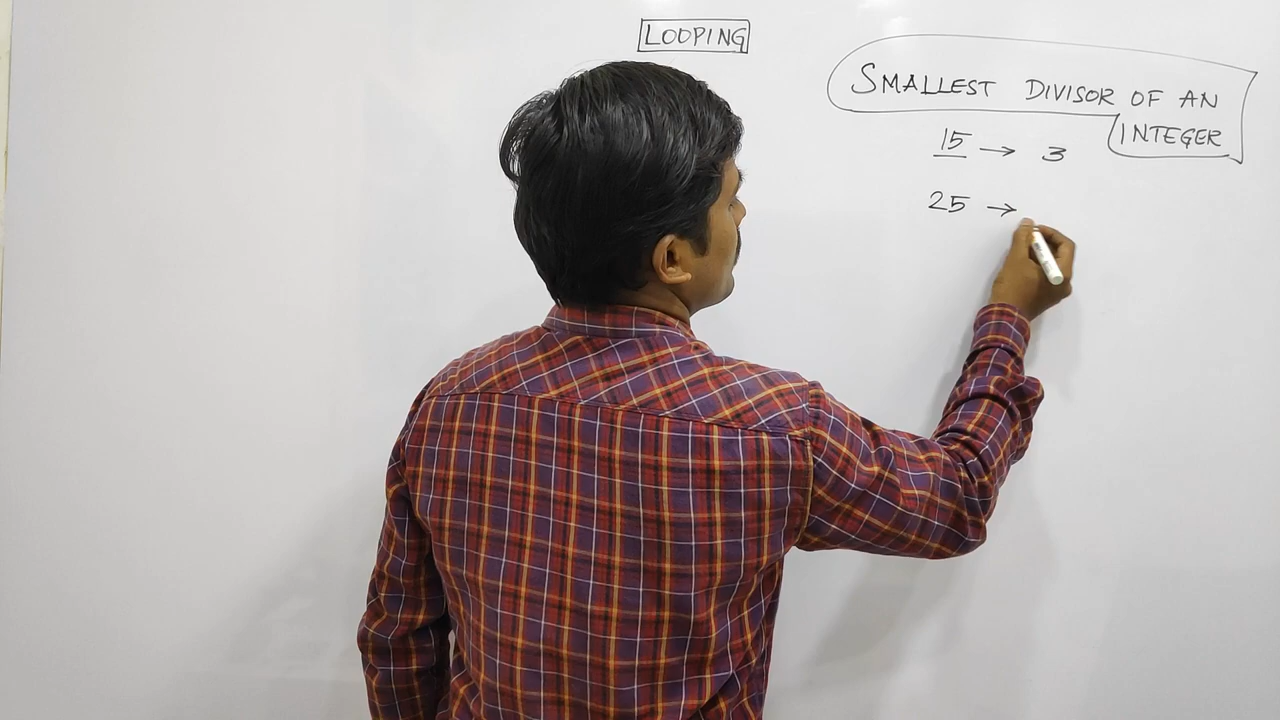 LOOPING
SMALLEST DIVISOR OF AN
INTEGER
15 → 3
25 →